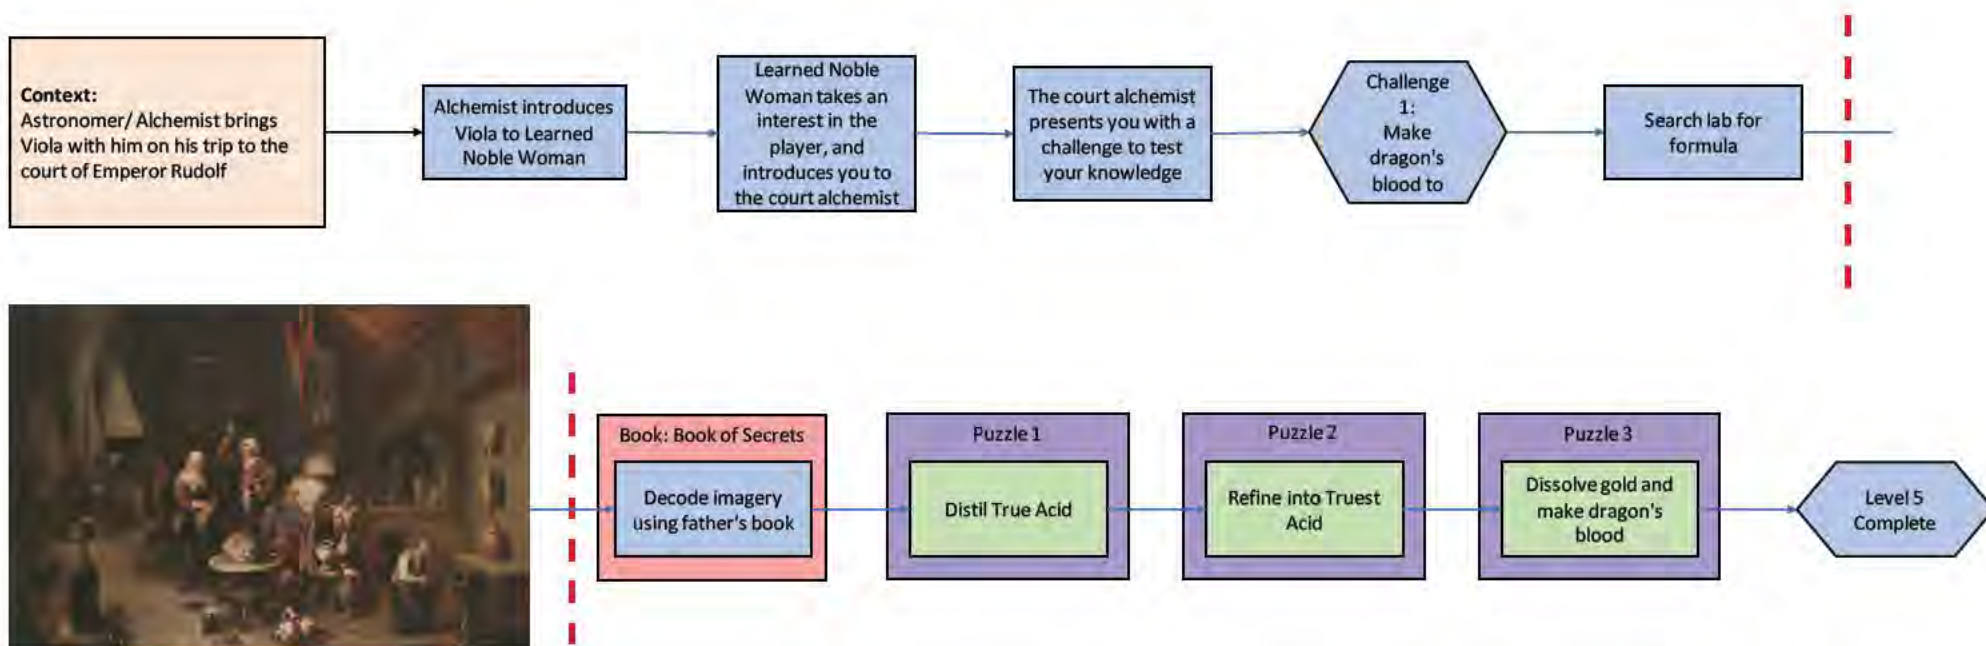 Context:
Astronomer/ Alchemist brings
Viola with him on his trip to the
court of Emperor Rudolf
Alchemist introduces
Viola to Learned
Noble Woman
Learned Noble
Woman takes an
interest in the
player, and
introduces you to
the court alchemist
The court alchemist
presents you with a
challenge to test
your knowledge
Challenge
1:
Make
dragon's
blood to
Search lab for
formula
Book: Book of Secrets
Decode imagery
using father's book
Puzzle 1
Distil True Acid
Puzzle 2
Refine into Truest
Acid
Puzzle 3
Dissolve gold and
make dragon's
blood
Level 5
Complete